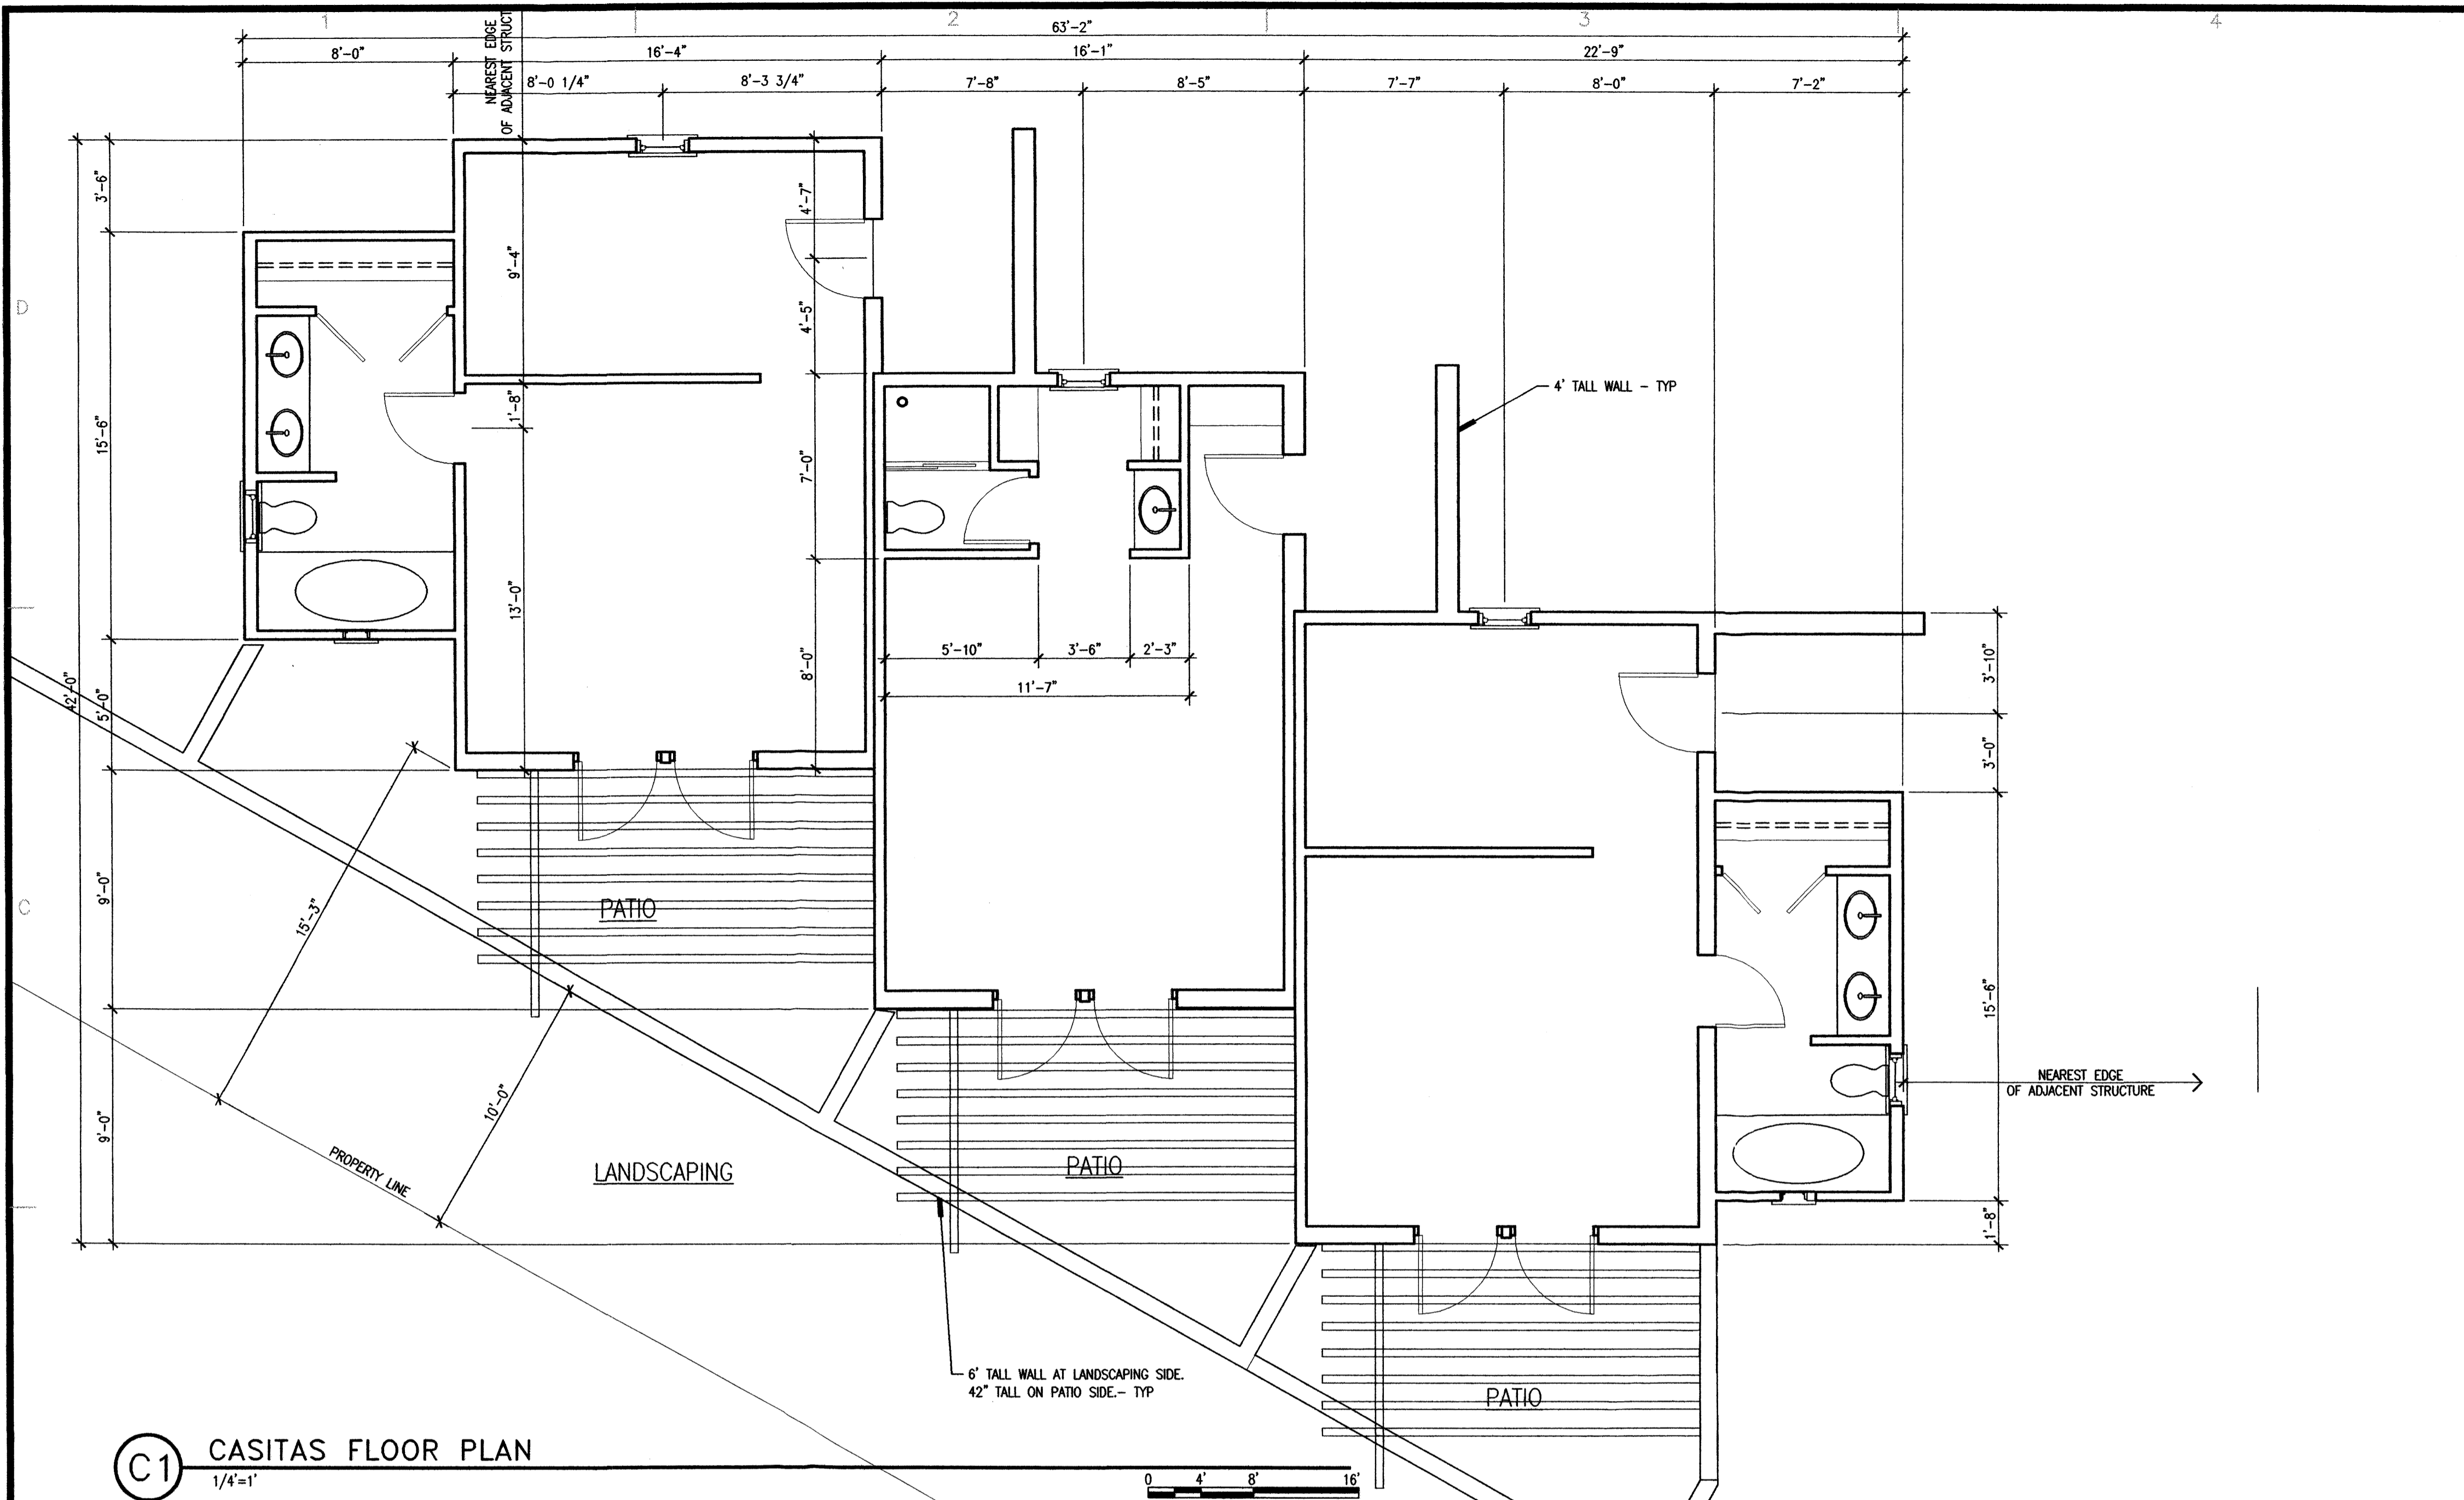 1
2
3
4
63'-2"
8'-0"
16'-4"
16'-1"
22'-9"
8'-0 1/4"
8'-3 3/4"
7'-8"
8'-5"
7'-7"
8'-0"
7'-2"
NEAREST EDGE
OF ADJACENT STRUCT
3'-6"
4'-7"
9'-4"
D
4'-5"
4' TALL WALL - TYP
1'-8"
15'-6"
7'-0"
13'-0"
5'-10"
3'-6"
2'-3"
8'-0"
11'-7"
42'-0"
5'-0"
3'-10"
3'-0"
C
9'-0"
15'-3"
PATIO
15'-6"
10'-0"
NEAREST EDGE
OF ADJACENT STRUCTURE
9'-0"
PROPERTY LINE
LANDSCAPING
PATIO
1'-8"
6' TALL WALL AT LANDSCAPING SIDE.
42" TALL ON PATIO SIDE.- TYP
PATIO
C1
CASITAS FLOOR PLAN
1/4'=1'
0 4' 8' 16'